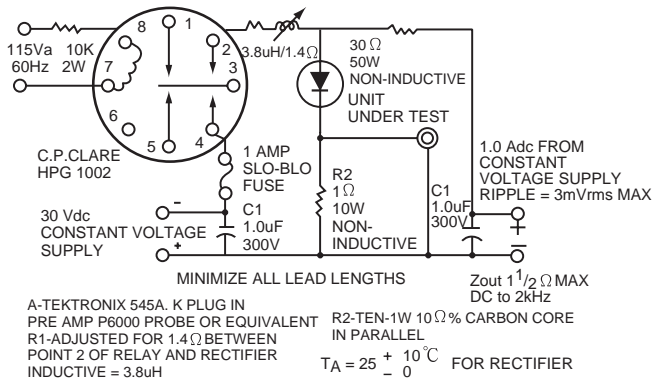 115Va
60Hz
10K
2W
8
1
2
3
4
5
6
7
C.P.CLARE
HPG 1002
3.8uH/1.4Ω
30 Ω
50W
NON-INDUCTIVE
UNIT
UNDER TEST
1 AMP
SLO-BLO
FUSE
R2
1Ω
10W
NON-
INDUCTIVE
C1
1.0uF
300V
1.0 Adc FROM
CONSTANT
VOLTAGE SUPPLY
RIPPLE = 3mVrms MAX
+
−
30 Vdc
CONSTANT VOLTAGE
SUPPLY
-
+
C1
1.0uF
300V
MINIMIZE ALL LEAD LENGTHS
Zout 1 1/2 Ω MAX
DC to 2kHz
A-TEKTRONIX 545A. K PLUG IN
PRE AMP P6000 PROBE OR EQUIVALENT
R1-ADJUSTED FOR 1.4Ω BETWEEN
POINT 2 OF RELAY AND RECTIFIER
INDUCTIVE = 3.8uH
R2-TEN-1W 10Ω% CARBON CORE
IN PARALLEL
TA = 25 + 10℃ − 0 FOR RECTIFIER